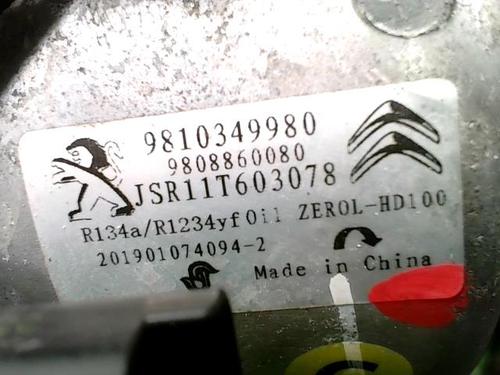 9810349980
9808860080
JSR11T603078
R134a/R1234yf Oil ZEROL-HD100
201901074094-2
Made in China